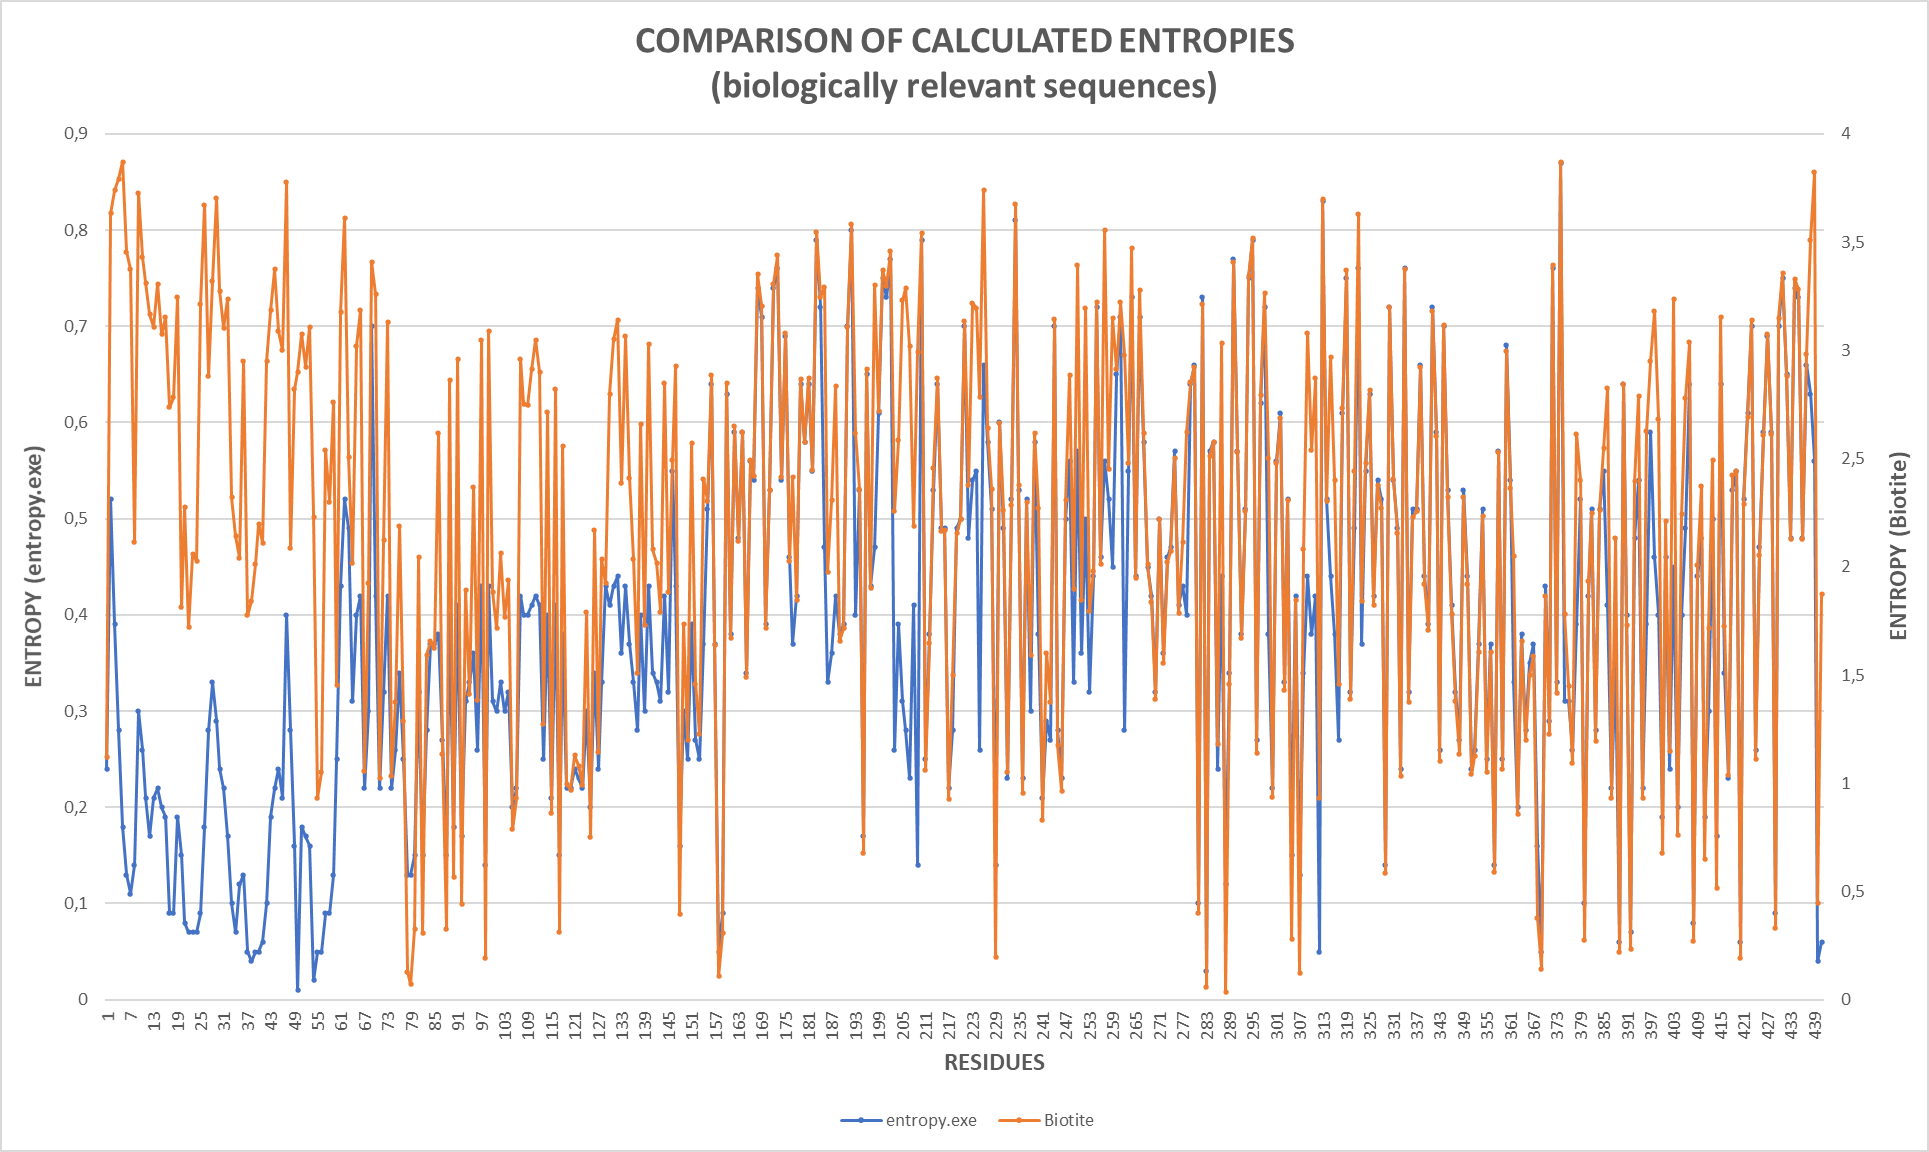 COMPARISON OF CALCULATED ENTROPIES
(biologically relevant sequences)
ENTROPY (entropy.exe)
0,9
0,8
0,7
0,6
0,5
0,4
0,3
0,2
0,1
0
4
3,5
3
2,5
2
1,5
1
0,5
0
ENTROPY (Biotite)
1 7 13 19 25 31 37 43 49 55 61 67 73 79 85 91 97 103 109 115 121 127 133 139 145 151 157 163 169 175 181 187 193 199 205 211 217 223 229 235 241 247 253 259 265 271 277 283 289 295 301 307 313 319 325 331 337 343 349 355 361 367 373 379 385 391 397 403 409 415 421 427 433 439
RESIDUES
entropy.exe Biotite